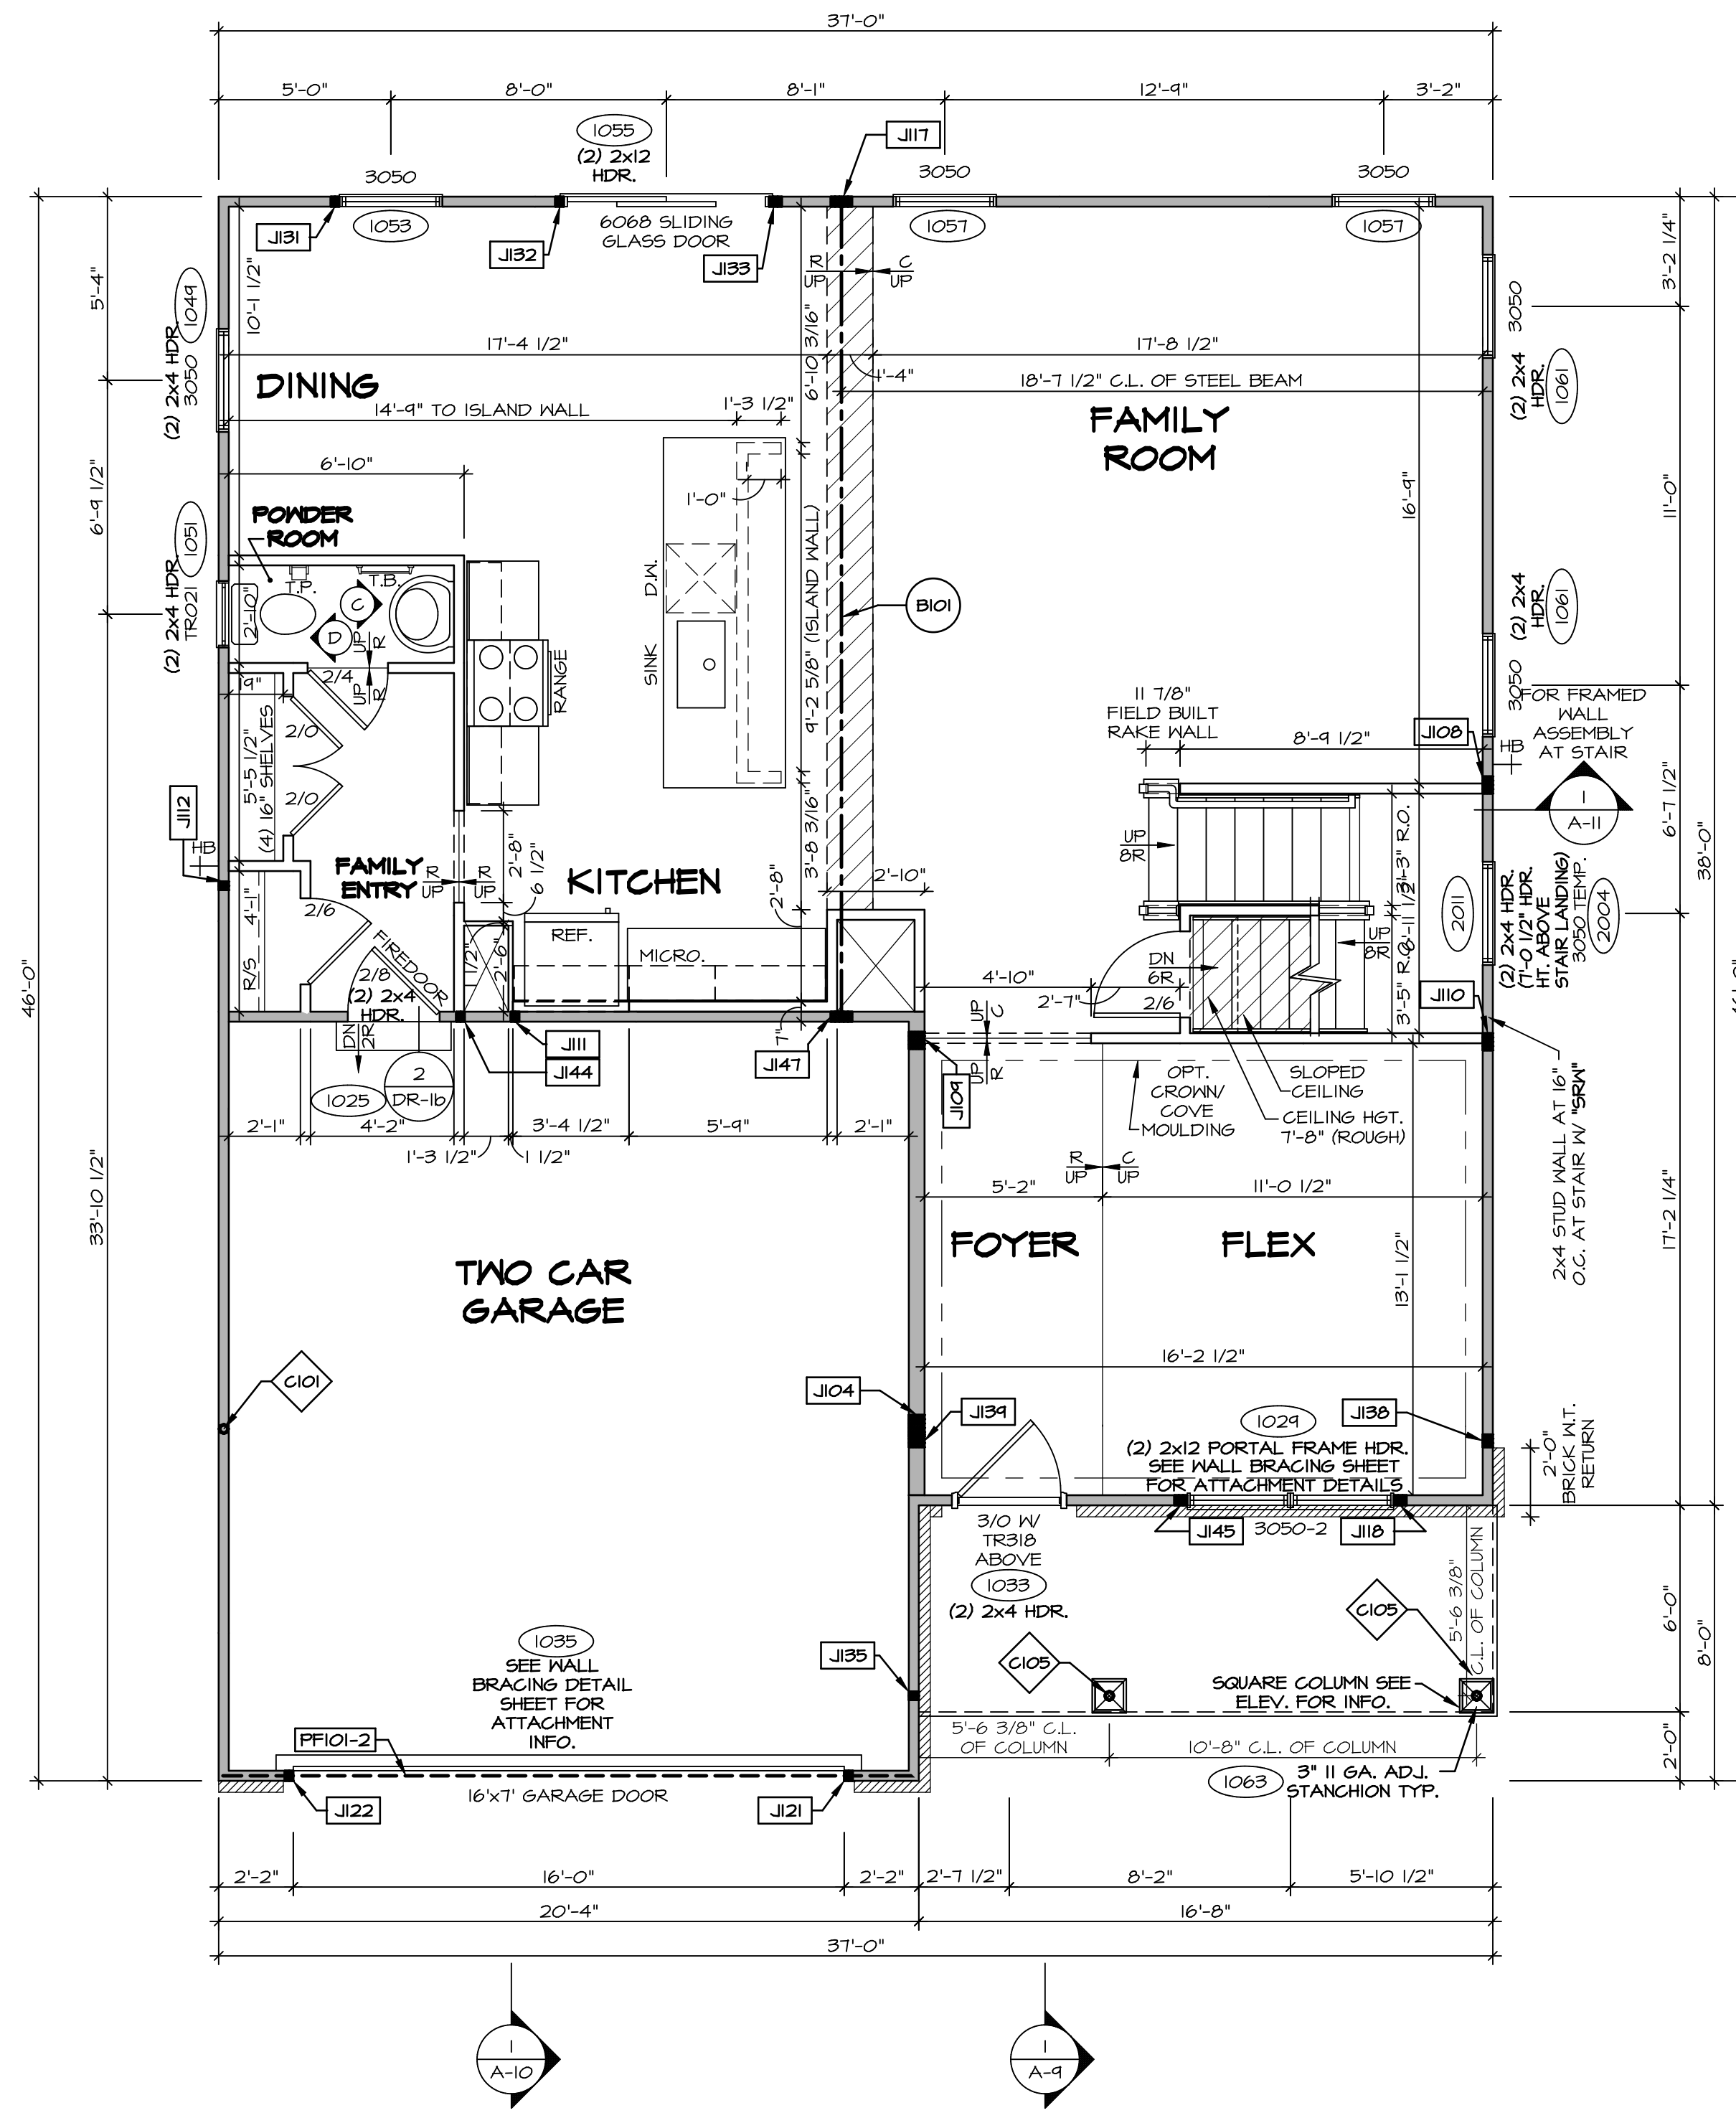 37'-0"
5'-0"
8'-0"
8'-1"
12'-9"
3'-2"
1055
(2) 2x12
HDR.
J117
3050
3050
3050
1053
1057
1057
J131
J132
J133
6068 SLIDING
GLASS DOOR
R
UP
C
UP
5'-4"
1049
(2) 2x4 HDR.
3050
10'-1 1/2"
6'-10 3/16"
3'-2 1/4"
3050
(2) 2x4
HDR.
1061
17'-4 1/2"
17'-8 1/2"
1'-4"
18'-7 1/2" C.L. OF STEEL BEAM
DINING
14'-9" TO ISLAND WALL
1'-3 1/2"
FAMILY
ROOM
6'-10"
1'-0"
16'-9"
11'-0"
6'-9 1/2"
1051
(2) 2x4 HDR.
TR021
POWDER
ROOM
T.P.
T.B.
C
D
2'-10"
UP
R
UP
R
2/4
D.W.
SINK
RANGE
9'-2 5/8" (ISLAND WALL)
B101
(2) 2x4
HDR.
1061
3050
FOR FRAMED
WALL
ASSEMBLY
AT STAIR
1
A-11
HB
J108
11 7/8"
FIELD BUILT
RAKE WALL
8'-9 1/2"
6'-7 1/2"
38'-0"
9"
2/0
2/0
5'-5 1/2"
(4) 16" SHELVES
J112
HB
FAMILY
ENTRY
R
UP
R
UP
2'-8"
6 1/2"
KITCHEN
3'-8 3/16"
2'-8"
2'-10"
UP
8R
3'-3" R.O.
6'-11 1/2"
3'-5" R.O.
UP
8R
DN
6R
2/6
2011
(2) 2x4 HDR.
(7'-0 1/2" HDR.
HT. ABOVE
STAIR LANDING)
3050 TEMP.
2004
4'-1"
R/S
2/6
FIREDOOR
2/8
(2) 2x4
HDR.
1/2"
2'-6"
REF.
MICRO.
4'-10"
2'-7"
J110
46'-0"
DN
2R
1025
2
DR-1b
J111
J144
J147
7"
J109
UP
C
UP
R
OPT.
CROWN/
COVE
MOULDING
SLOPED
CEILING
CEILING HGT.
7'-8" (ROUGH)
2x4 STUD WALL AT 16"
O.C. AT STAIR W/ "SRW"
2'-1"
4'-2"
1'-3 1/2"
1 1/2"
3'-4 1/2"
5'-9"
2'-1"
R
UP
C
UP
5'-2"
11'-0 1/2"
33'-10 1/2"
17'-2 1/4"
FOYER
FLEX
13'-1 1/2"
TWO CAR
GARAGE
16'-2 1/2"
C101
J104
J139
1029
J138
(2) 2x12 PORTAL FRAME HDR.
SEE WALL BRACING SHEET
FOR ATTACHMENT DETAILS
2'-0"
BRICK W.T.
RETURN
3/0 W/
TR318
ABOVE
1033
(2) 2x4 HDR.
J145
3050-2
J118
5'-6 3/8"
C.L. OF COLUMN
C105
C105
6'-0"
8'-0"
1035
SEE WALL
BRACING DETAIL
SHEET FOR
ATTACHMENT
INFO.
J135
SQUARE COLUMN SEE
ELEV. FOR INFO.
PF101-2
5'-6 3/8" C.L.
OF COLUMN
10'-8" C.L. OF COLUMN
2'-0"
1063
3" 11 GA. ADJ.
STANCHION TYP.
J122
16'x7' GARAGE DOOR
J121
2'-2"
16'-0"
2'-2"
2'-7 1/2"
8'-2"
5'-10 1/2"
20'-4"
16'-8"
37'-0"
1
A-10
1
A-9